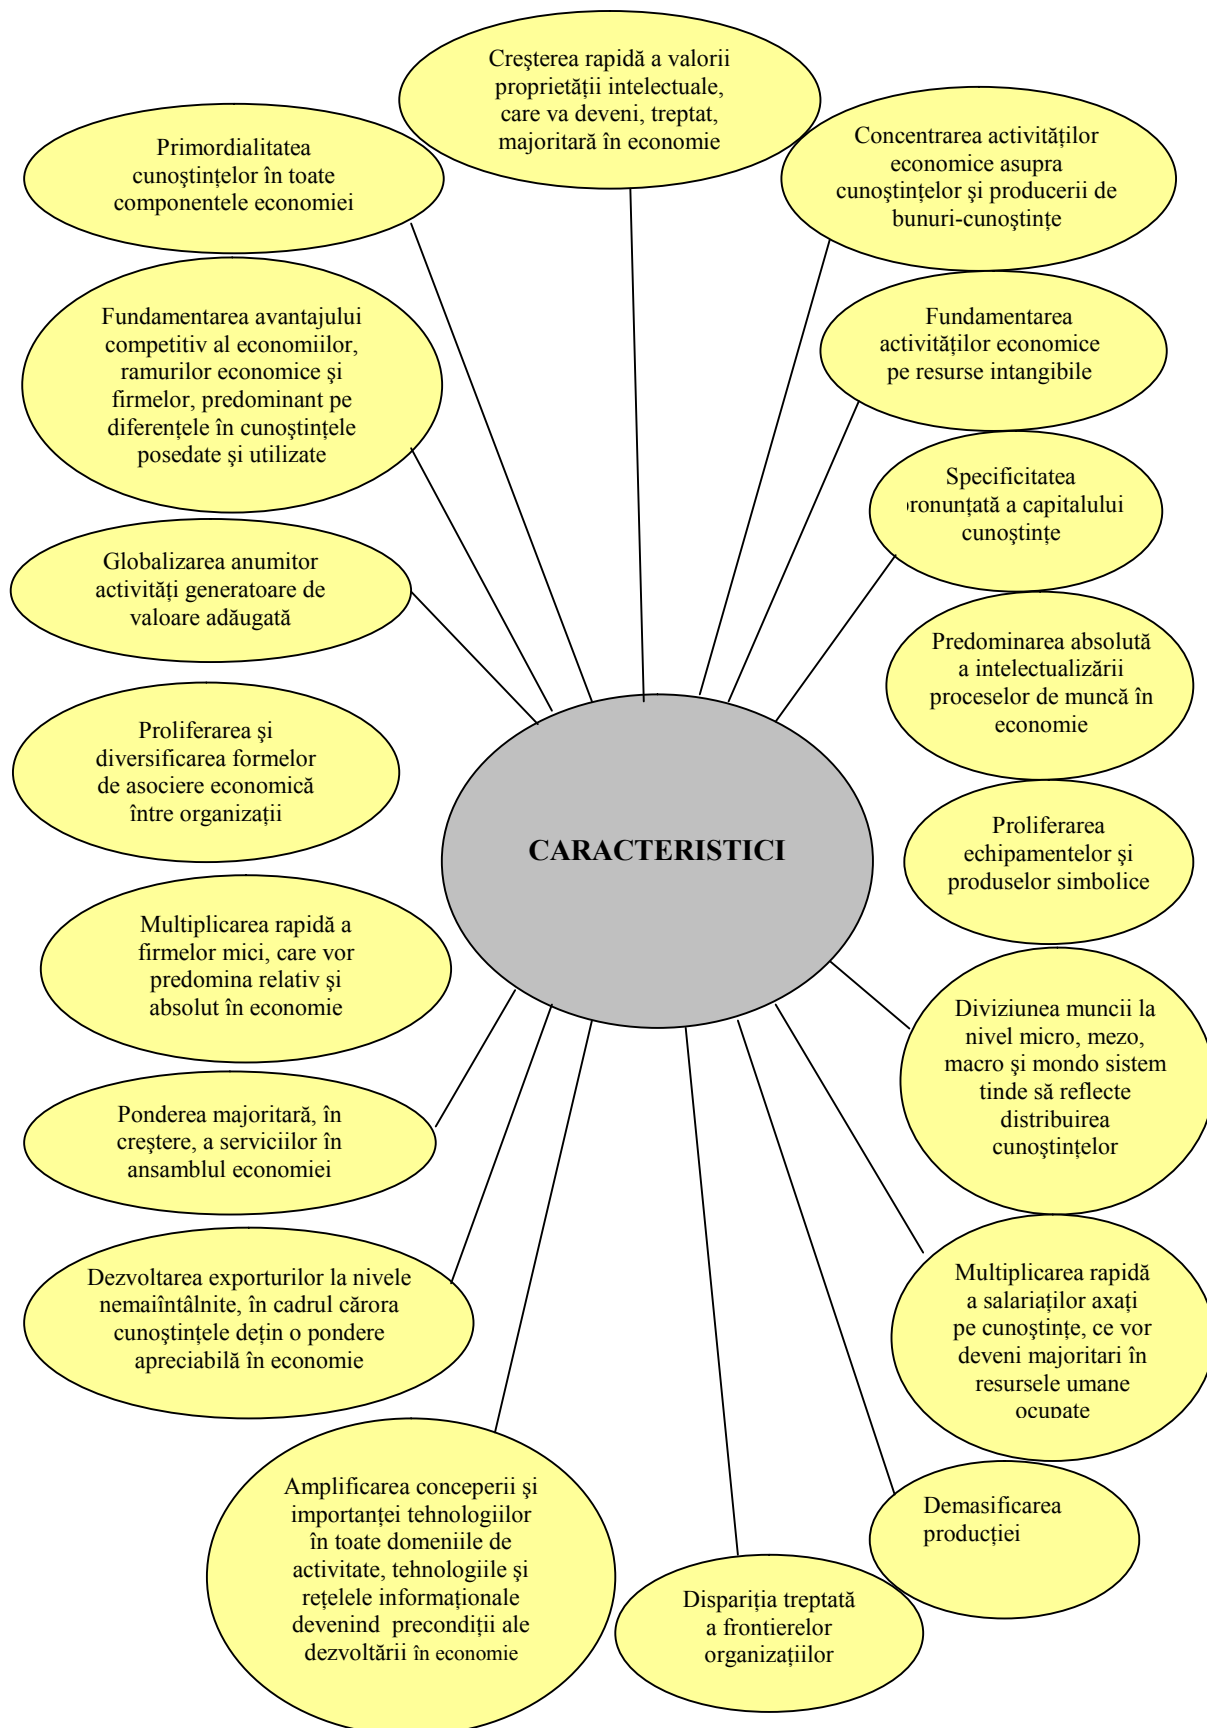 Creşterea rapidă a valorii
proprietăţii intelectuale,
care va deveni, treptat,
majoritară în economie
Primordialitatea
cunoştinţelor în toate
componentele economiei
Concentrarea activităţilor
economice asupra
cunoştinţelor şi producerii de
bunuri-cunoştinţe
Fundamentarea avantajului
competitiv al economiilor,
ramurilor economice şi
firmelor, predominant pe
diferenţele în cunoştinţele
posedate şi utilizate
Fundamentarea
activităţilor economice
pe resurse intangibile
Specificitatea
pronunţată a capitalului
cunoştinţe
Globalizarea anumitor
activităţi generatoare de
valoare adăugată
Predominarea absolută
a intelectualizării
proceselor de muncă în
economie
Proliferarea şi
diversificarea formelor
de asociere economică
între organizaţii
CARACTERISTICI
Proliferarea
echipamentelor şi
produselor simbolice
Multiplicarea rapidă a
firmelor mici, care vor
predomina relativ şi
absolut în economie
Diviziunea muncii la
nivel micro, mezo,
macro şi mondo sistem
tinde să reflecte
distribuirea
cunoştinţelor
Ponderea majoritară, în
creştere, a serviciilor în
ansamblul economiei
Dezvoltarea exporturilor la nivele
nemaiîntâlnite, în cadrul cărora
cunoştinţele deţin o pondere
apreciabilă în economie
Multiplicarea rapidă
a salariaţilor axaţi
pe cunoştinţe, ce vor
deveni majoritari în
resursele umane
ocupate
Amplificarea conceperii şi
importanţei tehnologiilor
în toate domeniile de
activitate, tehnologiile şi
reţelele informaţionale
devenind precondiţii ale
dezvoltării în economie
Demasificarea
producţiei
Dispariţia treptată
a frontierelor
organizaţiilor